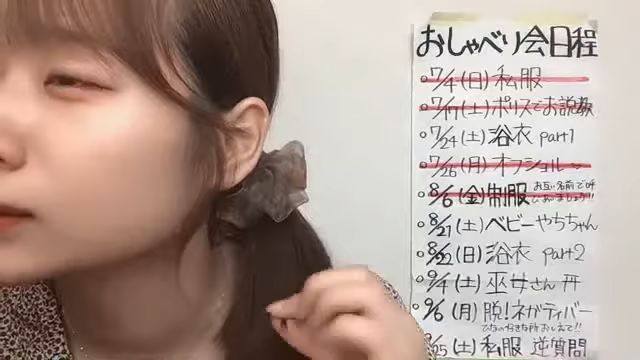 おしゃべり会日程
○7/4(日)私服
○7/17(土)ポリスでお説教
○7/24(土)浴衣 part1
○7/26(月)オフショル
○8/6(金)制服 お互い名前で呼びあいましょう!!
○8/21(土)ベビーやちちゃん
○8/22(日)浴衣 part2
○9/4(土)巫女さん⛩
○9/6(月)脱!ネガティバー
ひなの好きな所おしえて!!
/25(土)私服 逆質問